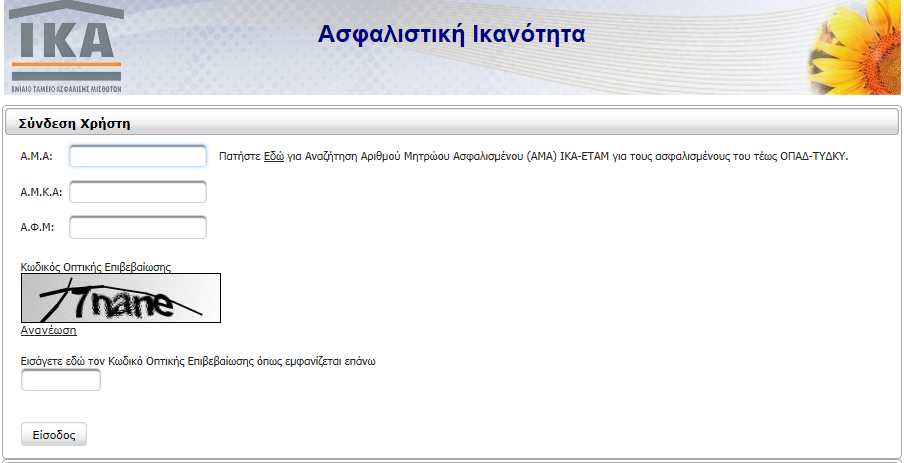 ΙΚΑ
ΕΝΙΑΙΟ ΤΑΜΕΙΟ ΑΣΦΑΛΙΣΗΣ ΜΙΣΘΩΤΩΝ
Ασφαλιστική Ικανότητα
Σύνδεση Χρήστη
Α.Μ.Α:
Πατήστε Εδώ για Αναζήτηση Αριθμού Μητρώου Ασφαλισμένου (ΑΜΑ) ΙΚΑ-ΕΤΑΜ για τους ασφαλισμένους του τέως ΟΠΑΔ-ΤΥΔΚΥ.
Α.Μ.Κ.Α:
Α.Φ.Μ:
Κωδικός Οπτικής Επιβεβαίωσης
Ανανέωση
Εισάγετε εδώ τον Κωδικό Οπτικής Επιβεβαίωσης όπως εμφανίζεται επάνω
Είσοδος